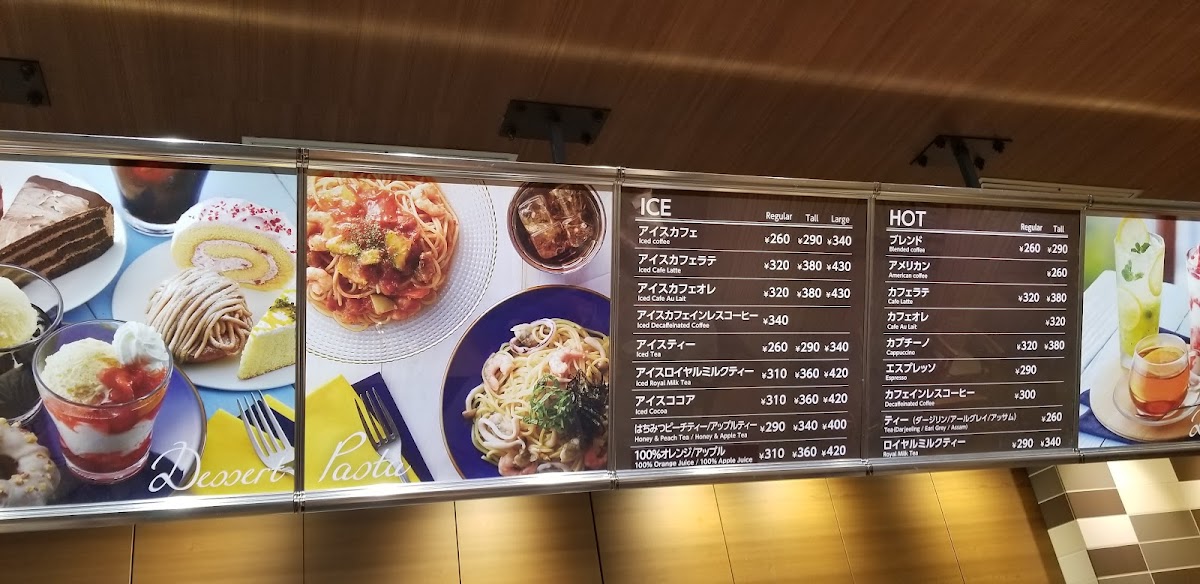 Dessert
Pasta
ICE
Regular Tall Large
アイスカフェ ¥260 ¥290 ¥340
Iced coffee
アイスカフェラテ ¥320 ¥380 ¥430
Iced Cafe Latte
アイスカフェオレ ¥320 ¥380 ¥430
Iced Cafe Au Lait
アイスカフェインレスコーヒー ¥340
Iced Decaffeinated Coffee
アイスティー ¥260 ¥290 ¥340
Iced Tea
アイスロイヤルミルクティー ¥310 ¥360 ¥420
Iced Royal Milk Tea
アイスココア ¥310 ¥360 ¥420
Iced Cocoa
はちみつピーチティー/アップルティー ¥290 ¥340 ¥400
Honey & Peach Tea / Honey & Apple Tea
100%オレンジ/アップル ¥310 ¥360 ¥420
100% Orange Juice / 100% Apple Juice
HOT
Regular Tall
ブレンド ¥260 ¥290
Blended coffee
アメリカン ¥260
American coffee
カフェラテ ¥320 ¥380
Cafe Latte
カフェオレ ¥320
Cafe Au Lait
カプチーノ ¥320 ¥380
Cappuccino
エスプレッソ ¥290
Espresso
カフェインレスコーヒー ¥300
Decaffeinated Coffee
ティー (ダージリン/アールグレイ/アッサム) ¥260
Tea (Darjeeling / Earl Grey / Assam)
ロイヤルミルクティー ¥290 ¥340
Royal Milk Tea